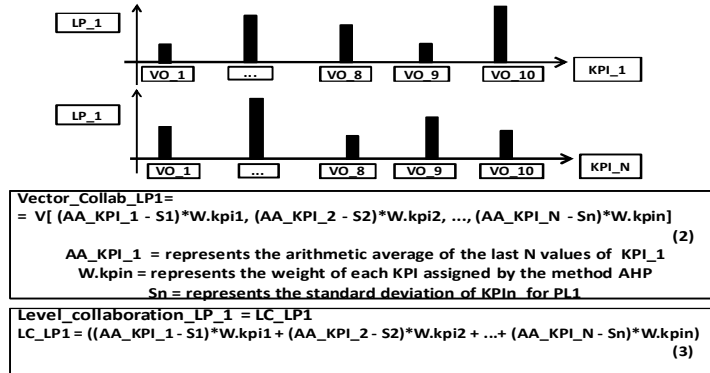 LP_1
VO_1 ... VO_8 VO_9 VO_10 KPI_1
LP_1
VO_1 ... VO_8 VO_9 VO_10 KPI_N
Vector_Collab_LP1=
= V[ (AA_KPI_1 - S1)*W.kpi1, (AA_KPI_2 - S2)*W.kpi2, ..., (AA_KPI_N - Sn)*W.kpin]
(2)
AA_KPI_1 = represents the arithmetic average of the last N values of KPI_1
W.kpin = represents the weight of each KPI assigned by the method AHP
Sn = represents the standard deviation of KPIn for PL1
Level_collaboration_LP_1 = LC_LP1
LC_LP1 = ((AA_KPI_1 - S1)*W.kpi1 + (AA_KPI_2 - S2)*W.kpi2 + ...+ (AA_KPI_N - Sn)*W.kpin)
(3)